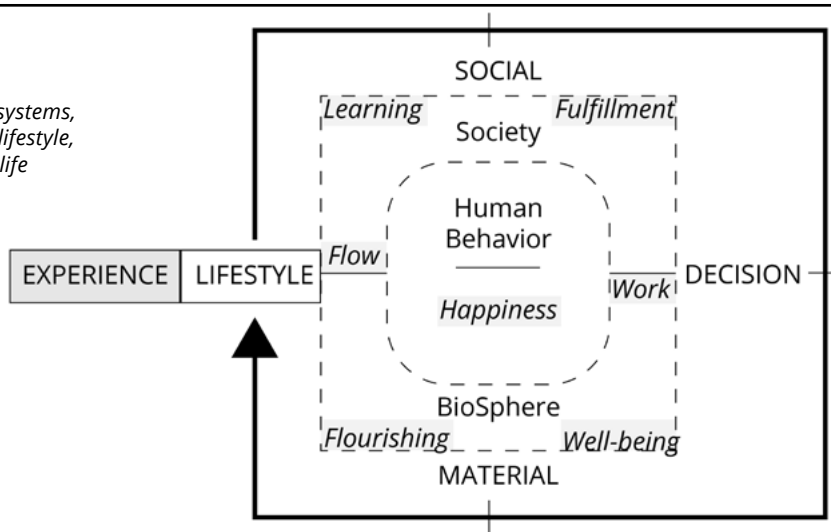 SOCIAL
systems,
lifestyle,
life
Learning Fulfillment
Society
Human
Behavior
Flow
EXPERIENCE LIFESTYLE DECISION
Work
Happiness
BioSphere
Flourishing Well-being
MATERIAL